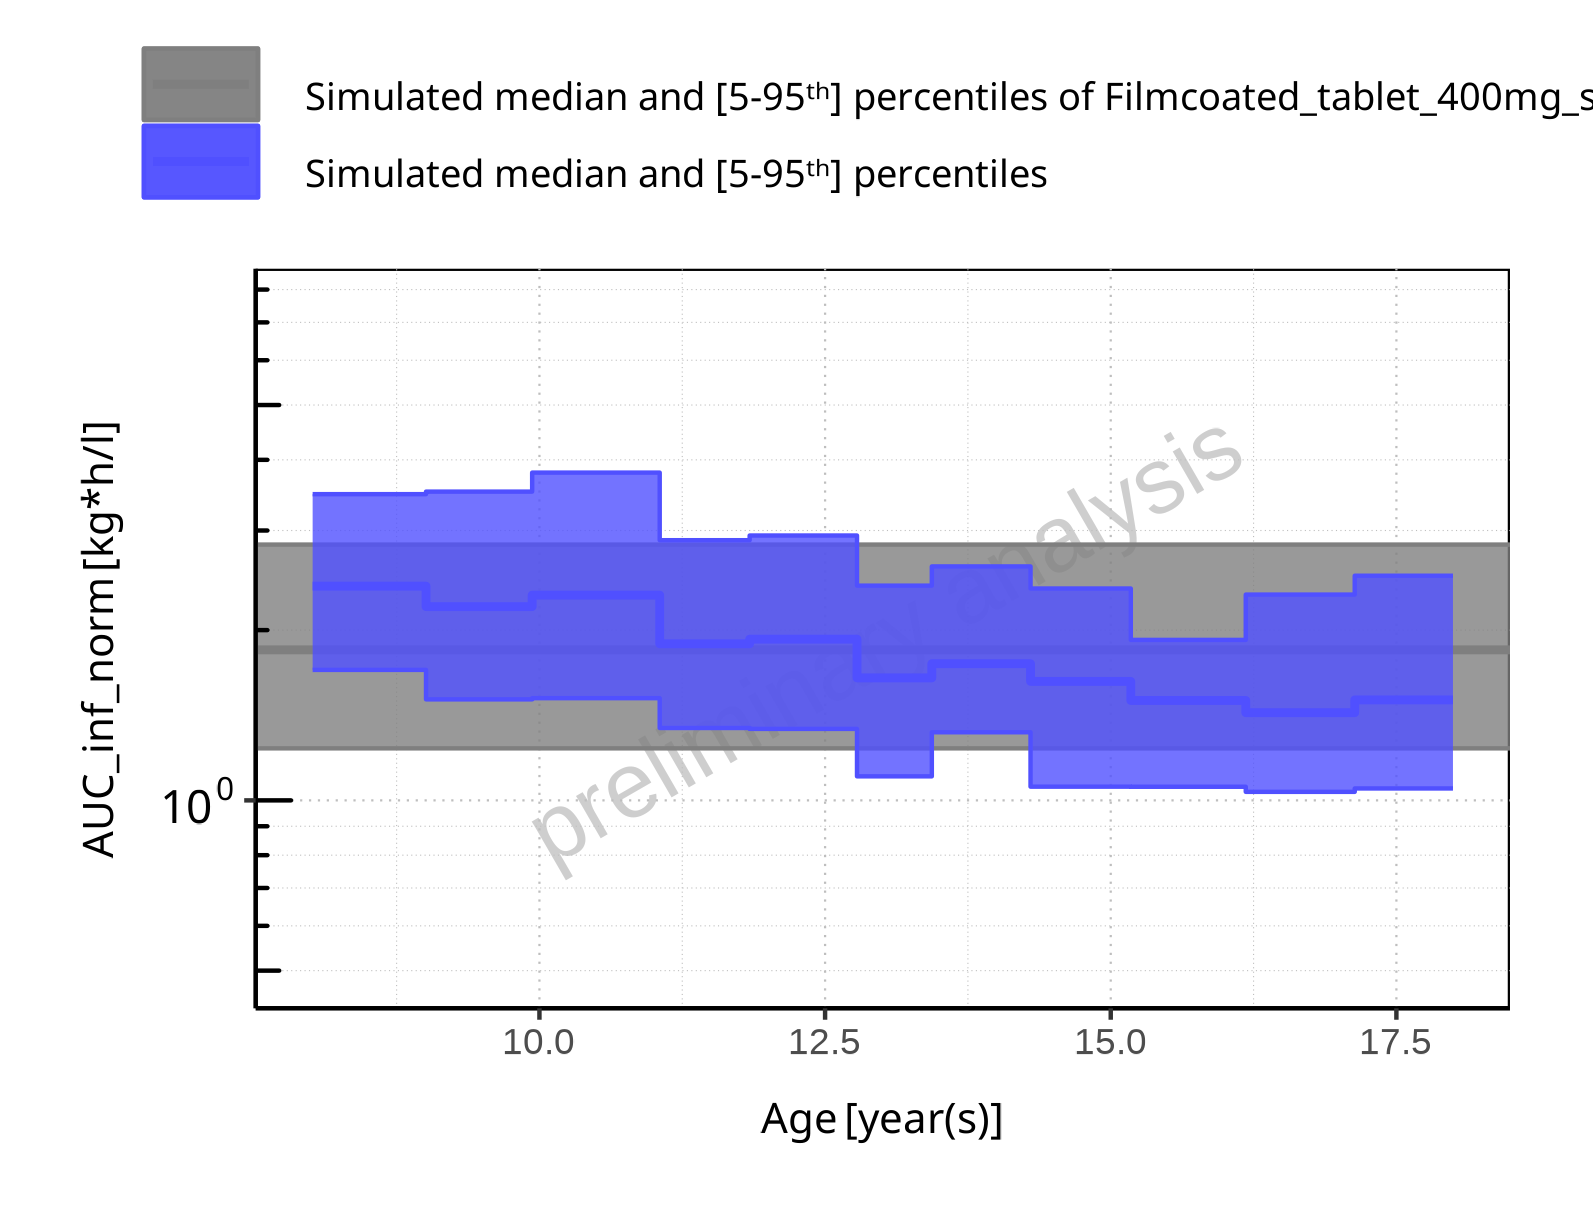 Simulated median and [5-95th] percentiles of Filmcoated_tablet_400mg_s
Simulated median and [5-95th] percentiles
AUC_inf_norm [kg*h/l]
10⁰
preliminary analysis
10.0 12.5 15.0 17.5
Age [year(s)]